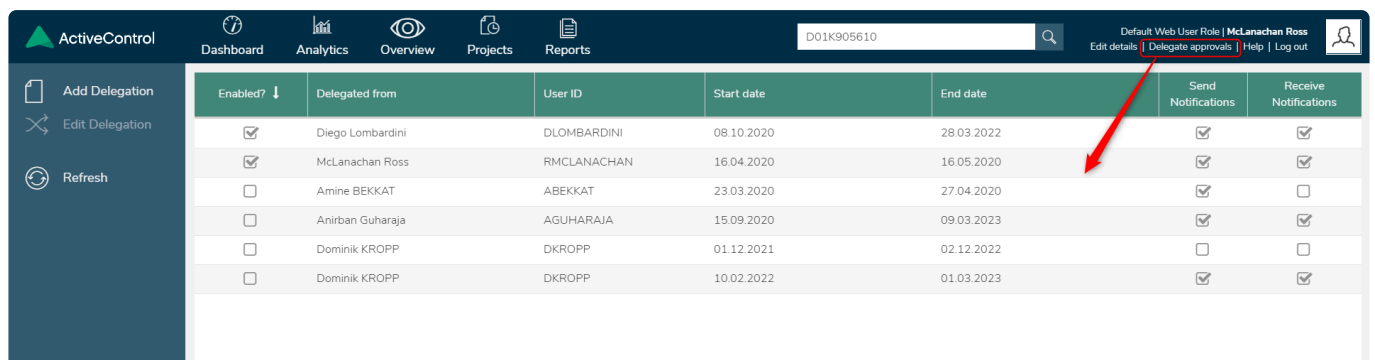 ActiveControl
Dashboard Analytics Overview Projects Reports
D01K905610
Default Web User Role | McLanachan Ross
Edit details | Delegate approvals | Help | Log out
Add Delegation
Edit Delegation
Refresh
Enabled? Delegated from User ID Start date End date Send Notifications Receive Notifications
Diego Lombardini DLOMBARDINI 08.10.2020 28.03.2022
McLanachan Ross RMCLANACHAN 16.04.2020 16.05.2020
Amine BEKKAT ABEKKAT 23.03.2020 27.04.2020
Anirban Guharaja AGUHARAJA 15.09.2020 09.03.2023
Dominik KROPP DKROPP 01.12.2021 02.12.2022
Dominik KROPP DKROPP 10.02.2022 01.03.2023